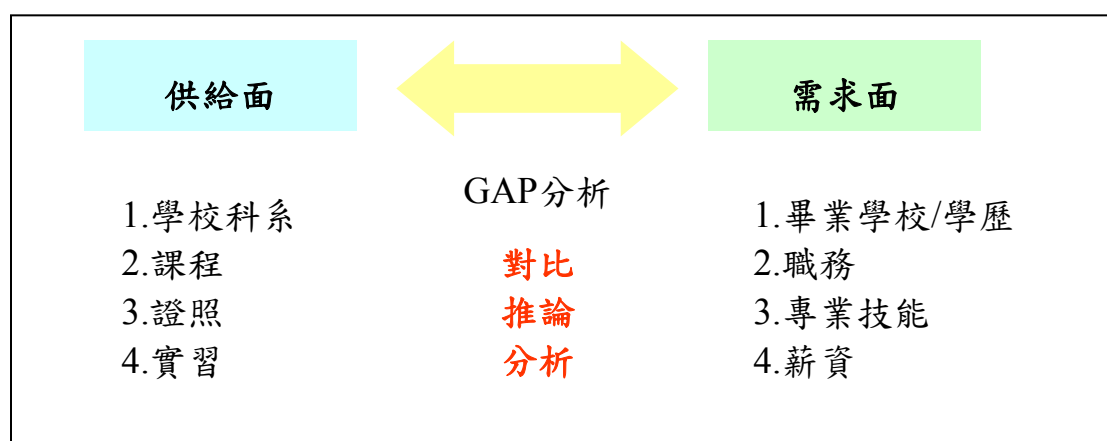 供給面
需求面
GAP分析
1.學校科系
2.課程
3.證照
4.實習
對比
推論
分析
1.畢業學校/學歷
2.職務
3.專業技能
4.薪資